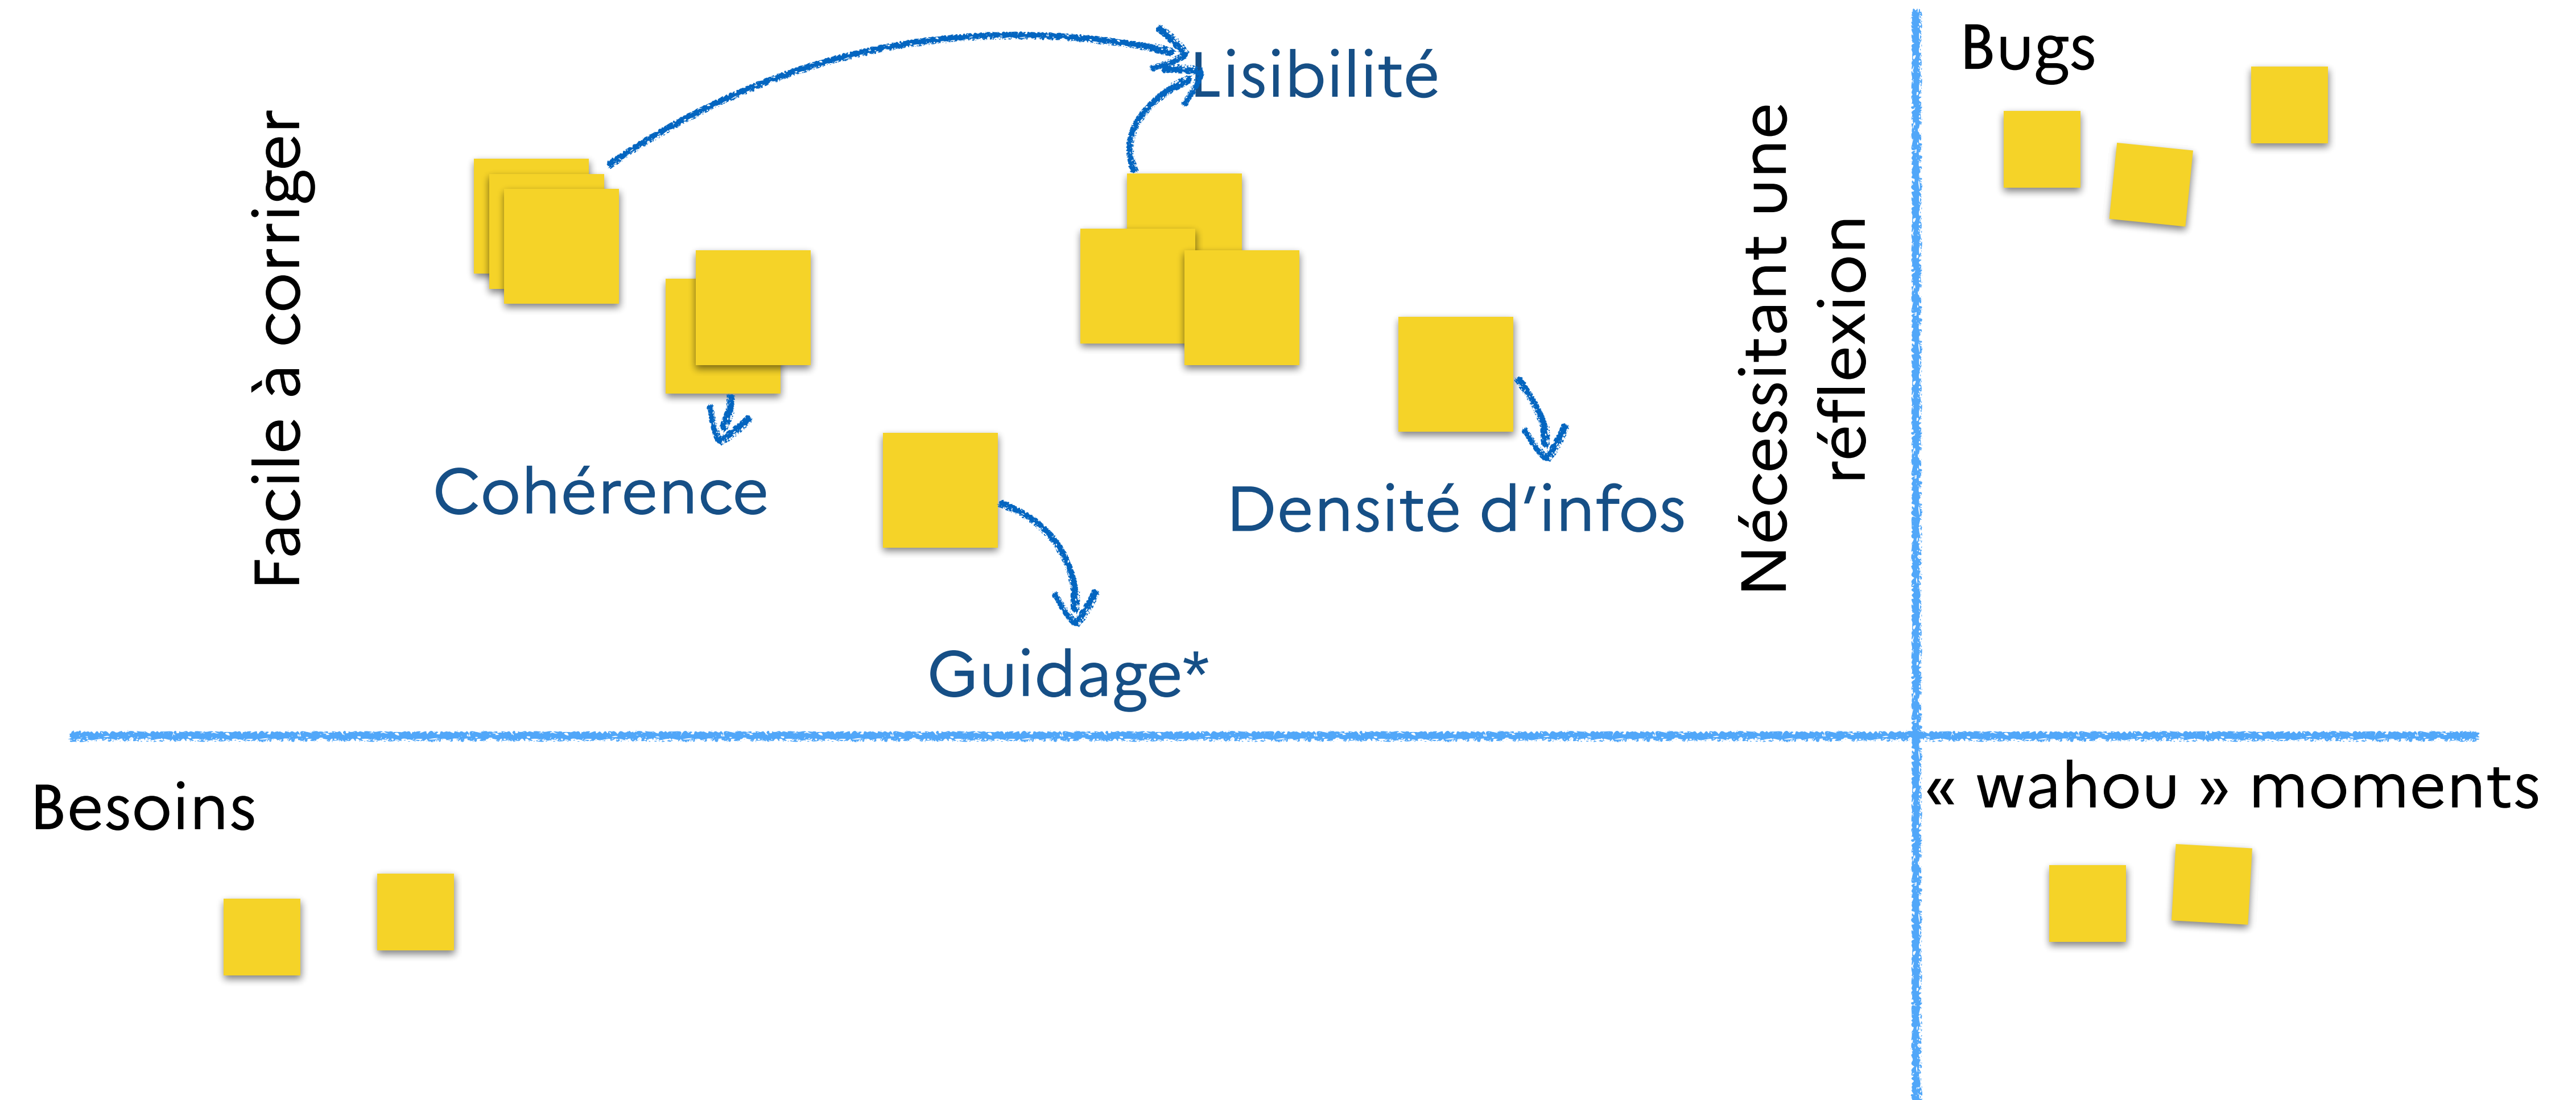 Lisibilité
Facile à corriger
Cohérence
Guidage*
Densité d’infos
Nécessitant une
réflexion
Bugs
Besoins
« wahou » moments